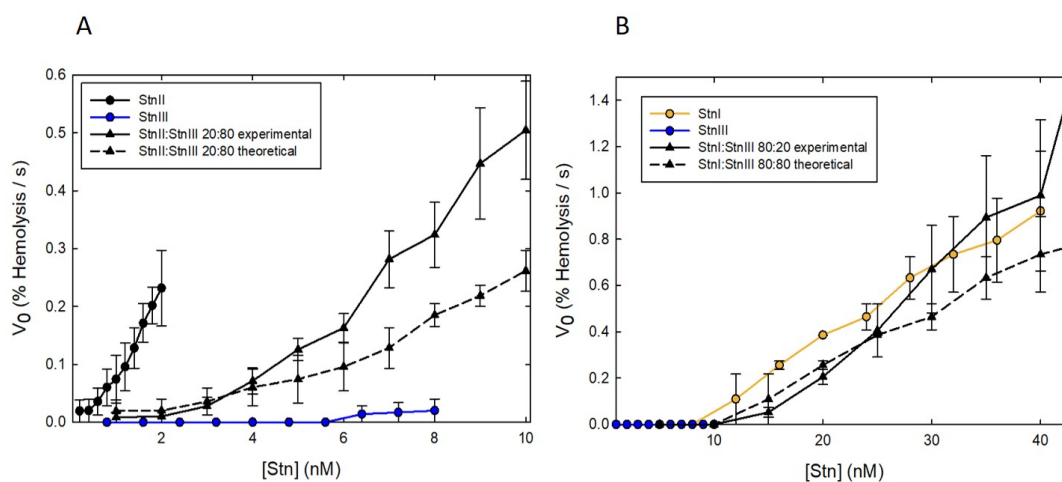 A
B
V0 (% Hemolysis / s)
0.6
0.5
0.4
0.3
0.2
0.1
0.0
StnII
StnIII
StnII:StnIII 20:80 experimental
StnII:StnIII 20:80 theoretical
2
4
6
8
10
[Stn] (nM)
V0 (% Hemolysis / s)
1.4
1.2
1.0
0.8
0.6
0.4
0.2
0.0
StnI
StnIII
StnI:StnIII 80:20 experimental
StnI:StnIII 80:80 theoretical
10
20
30
40
[Stn] (nM)